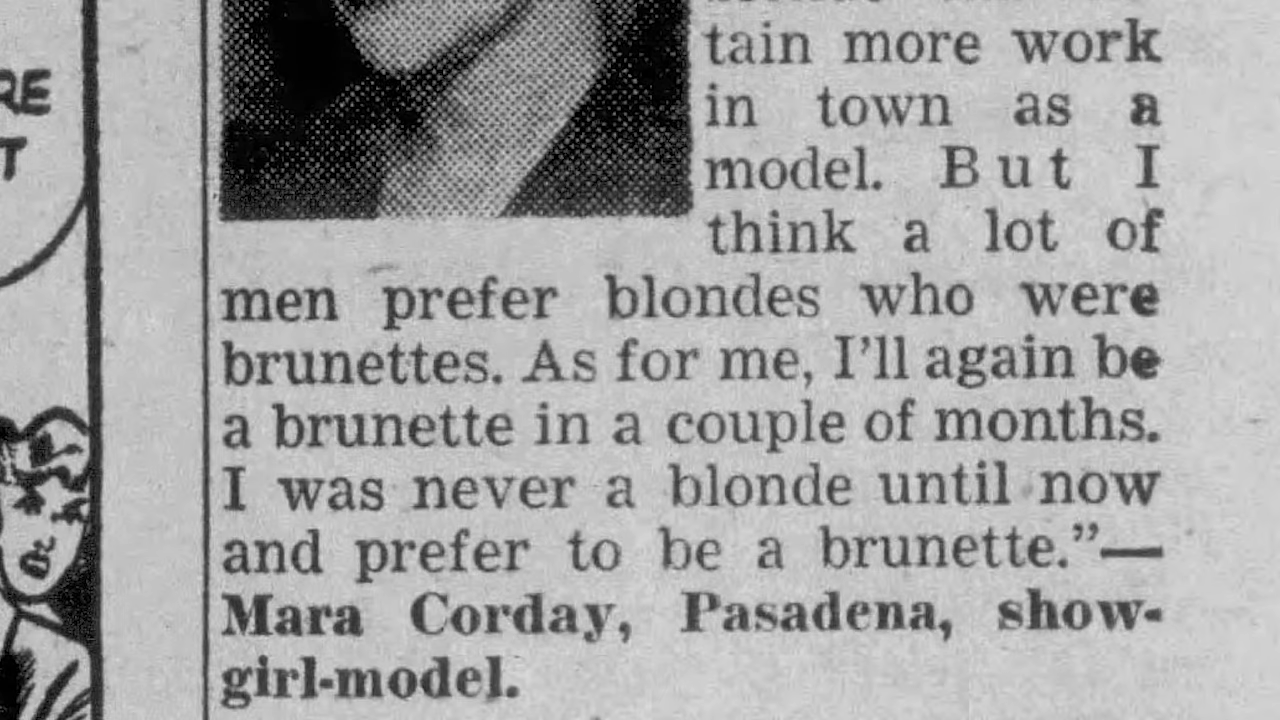 RE
T
tain more work
in town as a
model. But I
think a lot of
men prefer blondes who were
brunettes. As for me, I'll again be
a brunette in a couple of months.
I was never a blonde until now
and prefer to be a brunette.”—
Mara Corday, Pasadena, show-
girl-model.